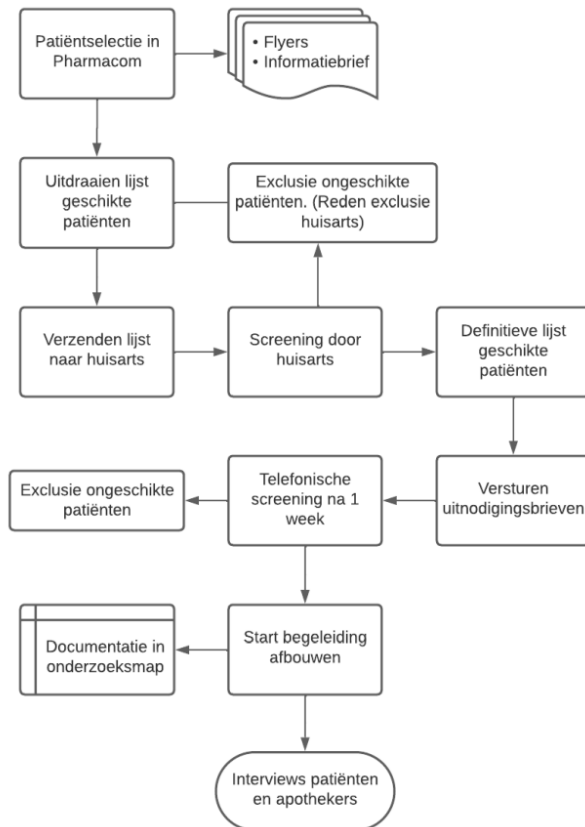 Patiëntselectie in
Pharmacom
• Flyers
• Informatiebrief
Uitdraaien lijst
geschikte
patiënten
Exclusie ongeschikte
patiënten. (Reden exclusie
huisarts)
Verzenden lijst
naar huisarts
Screening door
huisarts
Definitieve lijst
geschikte
patiënten
Exclusie ongeschikte
patiënten
Telefonische
screening na 1
week
Versturen
uitnodigingsbrieven
Documentatie in
onderzoeksmap
Start begeleiding
afbouwen
Interviews patiënten
en apothekers